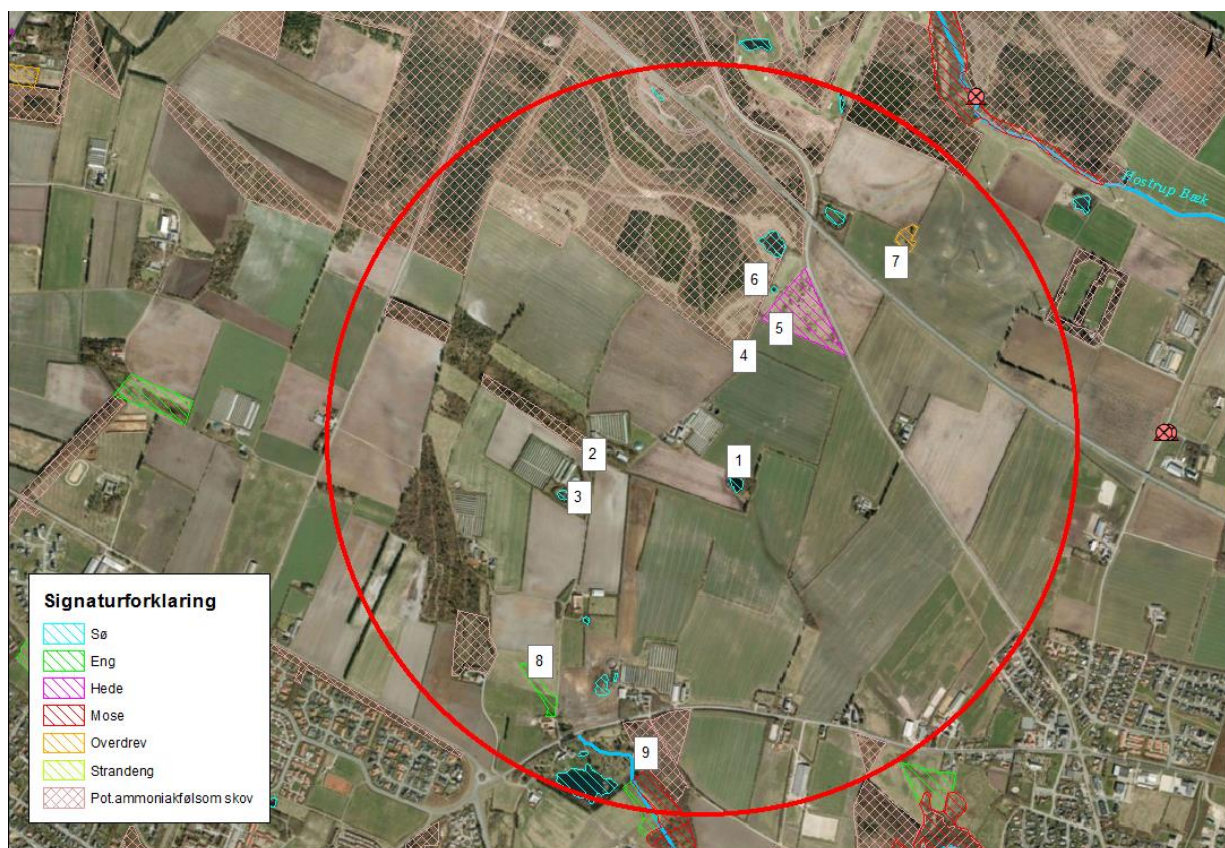 Hostrup Bæk
7
6
5
4
2
1
3
8
9
Signaturforklaring
Sø
Eng
Hede
Mose
Overdrev
Strandeng
Pot.ammoniakfølsom skov